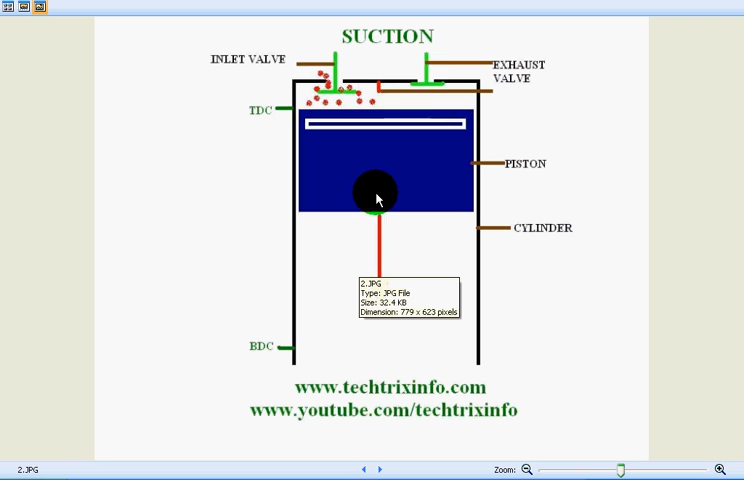 SUCTION
INLET VALVE
EXHAUST
VALVE
TDC
PISTON
CYLINDER
2.JPG
Type: JPG File
Size: 32.4 KB
Dimension: 779 x 623 pixels
BDC
www.techtrixinfo.com
www.youtube.com/techtrixinfo
2.JPG
Zoom: